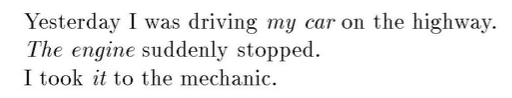 Yesterday I was driving my car on the highway.
The engine suddenly stopped.
I took it to the mechanic.